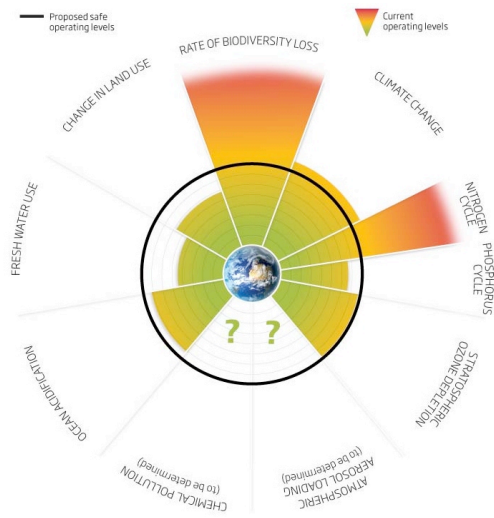 Proposed safe
operating levels
Current
operating levels
RATE OF BIODIVERSITY LOSS
CLIMATE CHANGE
NITROGEN
CYCLE
PHOSPHORUS
CYCLE
STRATOSPHERIC
OZONE DEPLETION
ATMOSPHERIC
AEROSOL LOADING
(to be determined)
CHEMICAL POLLUTION
(to be determined)
OCEAN ACIDIFICATION
FRESH WATER USE
CHANGE IN LAND USE
? ?